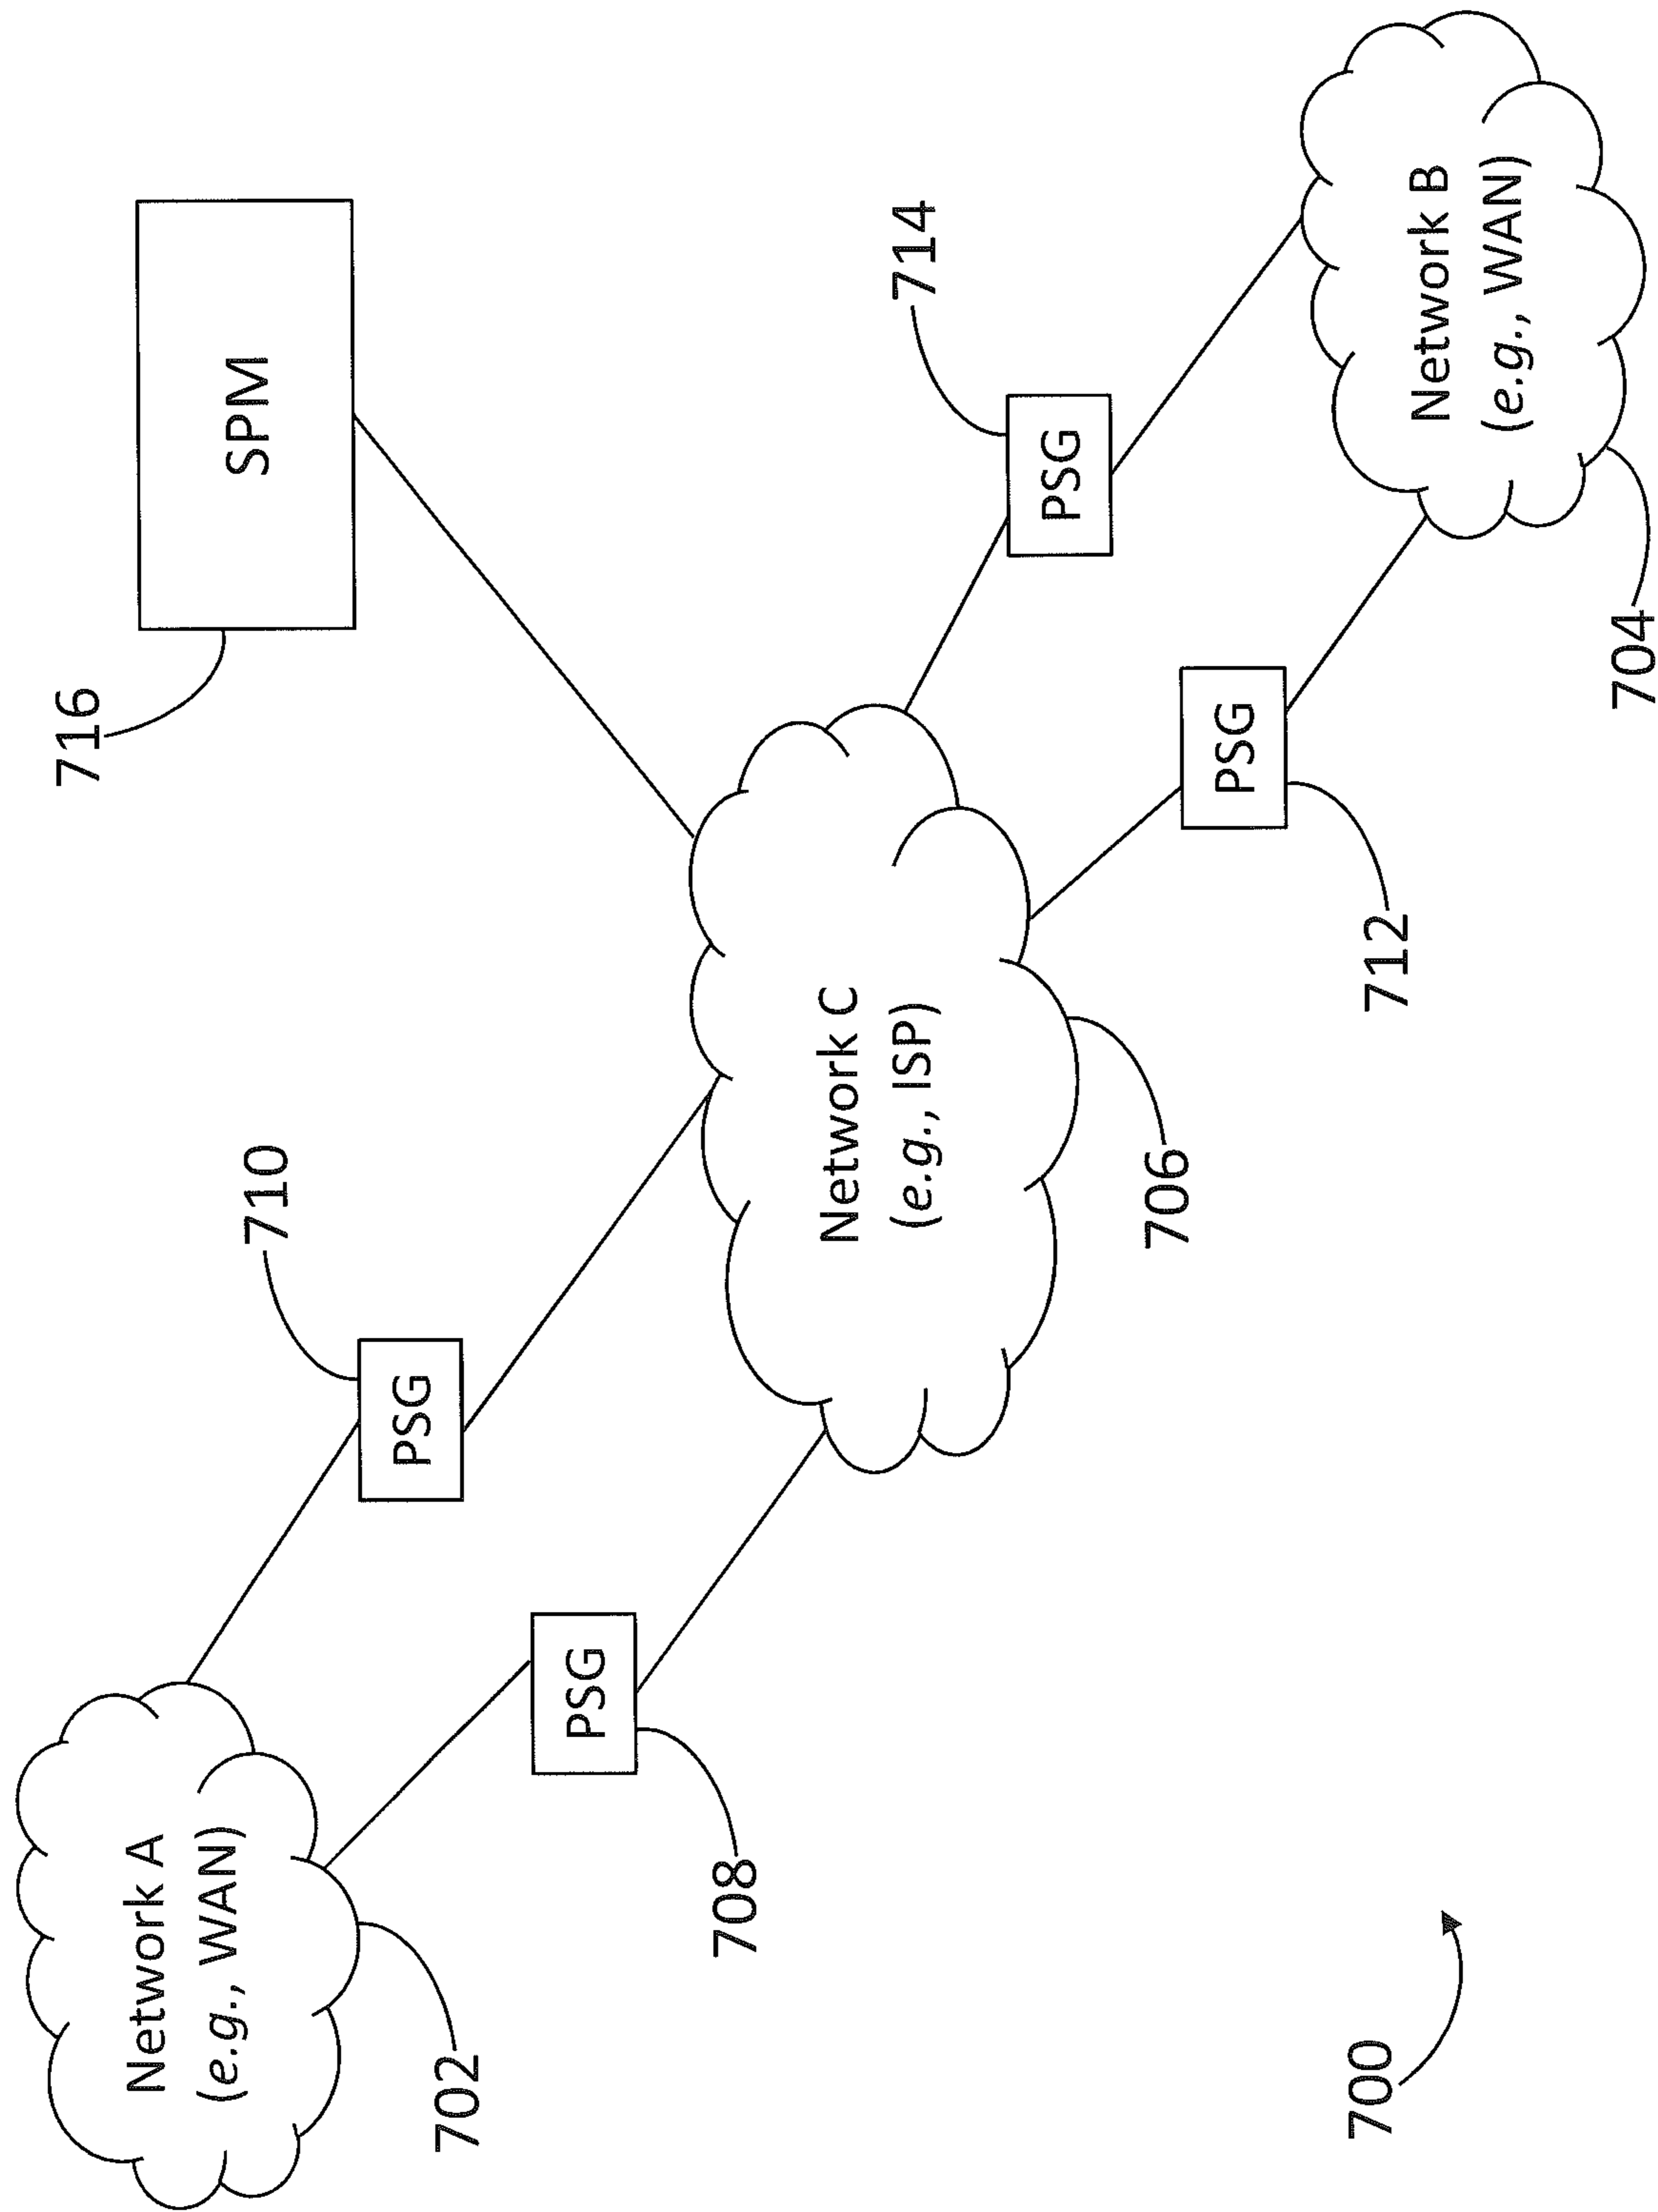 716
SPM
Network A
(e.g., WAN)
702
710
PSG
714
PSG
708
PSG
Network C
(e.g., ISP)
706
712
PSG
Network B
(e.g., WAN)
704
700